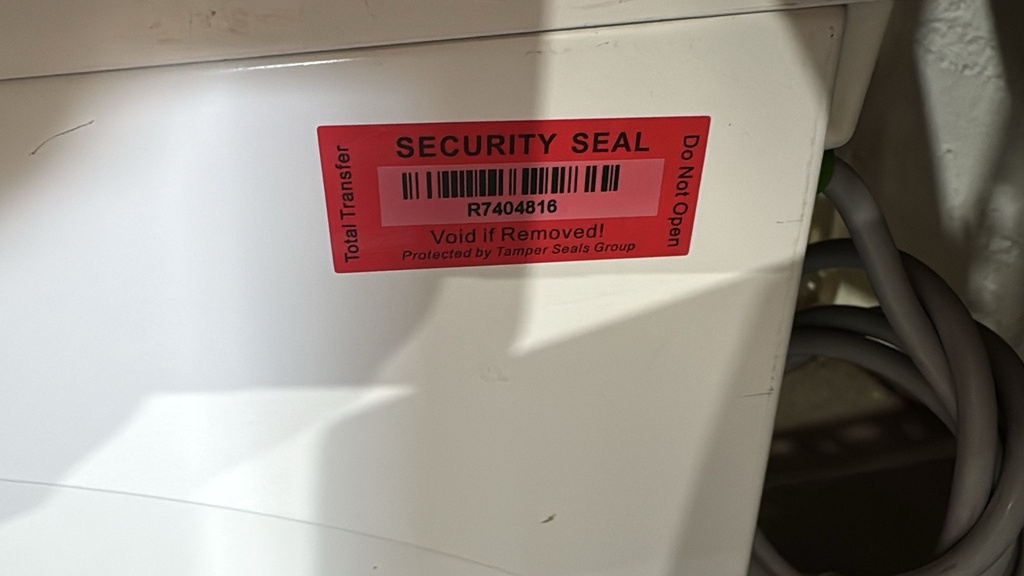 SECURITY SEAL
Total Transfer
R7404816
Do Not Open
Void if Removed!
Protected by Tamper Seals Group